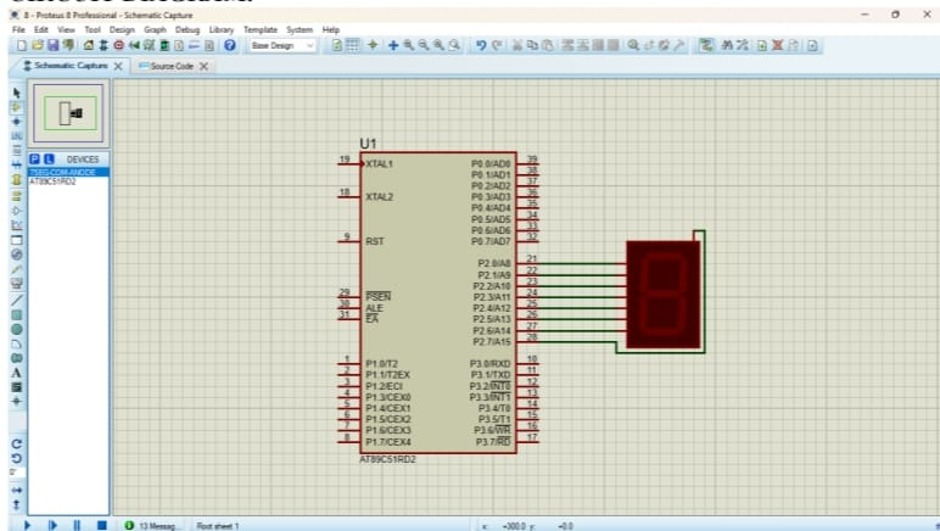 CIRCUIT DIAGRAM:
8 - Proteus 8 Professional - Schematic Capture
File Edit View Tool Design Graph Debug Library Template System Help
Base Design
Schematic Capture X Source Code X
P L DEVICES
7SEG-COM-ANODE
AT89C51RD2
U1
19 XTAL1
18 XTAL2
9 RST
29 PSEN
30 ALE
31 EA
1 P1.0/T2
2 P1.1/T2EX
3 P1.2/ECI
4 P1.3/CEX0
5 P1.4/CEX1
6 P1.5/CEX2
7 P1.6/CEX3
8 P1.7/CEX4
P0.0/AD0 39
P0.1/AD1 38
P0.2/AD2 37
P0.3/AD3 36
P0.4/AD4 35
P0.5/AD5 34
P0.6/AD6 33
P0.7/AD7 32
P2.0/A8 21
P2.1/A9 22
P2.2/A10 23
P2.3/A11 24
P2.4/A12 25
P2.5/A13 26
P2.6/A14 27
P2.7/A15 28
P3.0/RXD 10
P3.1/TXD 11
P3.2/INT0 12
P3.3/INT1 13
P3.4/T0 14
P3.5/T1 15
P3.6/WR 16
P3.7/RD 17
AT89C51RD2
13 Messag... Root sheet 1 x: -300.0 y: -0.0